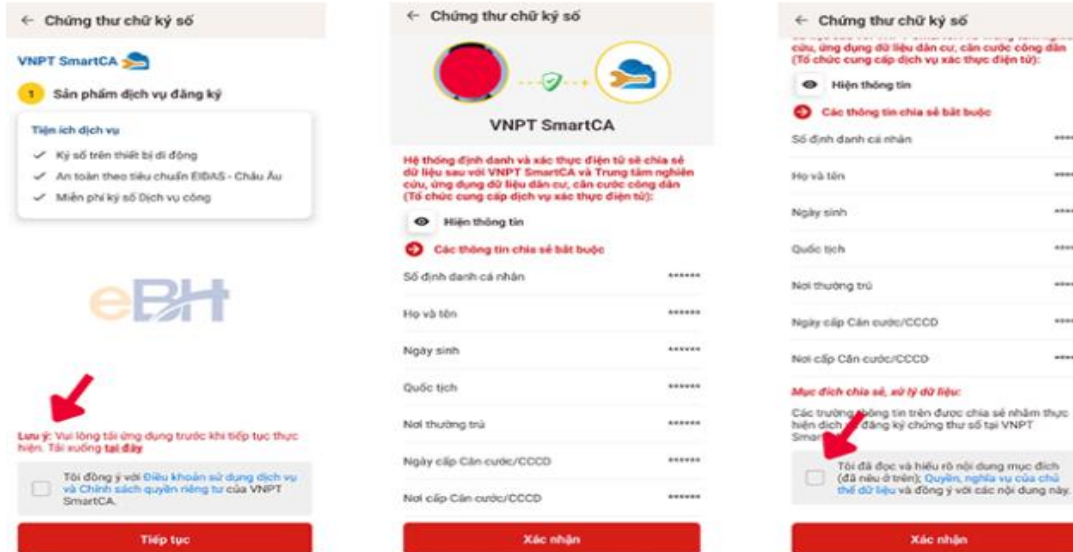 ← Chứng thư chữ ký số
VNPT SmartCA
1 Sản phẩm dịch vụ đăng ký
Tiện ích dịch vụ
✓ Ký số trên thiết bị di động
✓ An toàn theo tiêu chuẩn EIDAS - Châu Âu
✓ Miễn phí ký số Dịch vụ công
eBH
Lưu ý: Vui lòng tải ứng dụng trước khi tiếp tục thực
hiện. Tải xuống tại đây
Tôi đồng ý với Điều khoản sử dụng dịch vụ
và Chính sách quyền riêng tư của VNPT
SmartCA.
Tiếp tục
← Chứng thư chữ ký số
VNPT SmartCA
Hệ thống định danh và xác thực điện tử sẽ chia sẻ
dữ liệu sau với VNPT SmartCA và Trung tâm nghiên
cứu, ứng dụng dữ liệu dân cư, căn cước công dân
(Tổ chức cung cấp dịch vụ xác thực điện tử):
Hiện thông tin
Các thông tin chia sẻ bắt buộc
Số định danh cá nhân ******
Họ và tên ******
Ngày sinh ******
Quốc tịch ******
Nơi thường trú ******
Ngày cấp Căn cước/CCCD ******
Nơi cấp Căn cước/CCCD ******
Xác nhận
← Chứng thư chữ ký số
cứu, ứng dụng dữ liệu dân cư, căn cước công dân
(Tổ chức cung cấp dịch vụ xác thực điện tử):
Hiện thông tin
Các thông tin chia sẻ bắt buộc
Số định danh cá nhân ****
Họ và tên ****
Ngày sinh ****
Quốc tịch ****
Nơi thường trú ****
Ngày cấp Căn cước/CCCD ****
Nơi cấp Căn cước/CCCD ****
Mục đích chia sẻ, xử lý dữ liệu:
Các trường thông tin trên được chia sẻ nhằm thực
hiện dịch đăng ký chứng thư số tại VNPT
Smar
Tôi đã đọc và hiểu rõ nội dung mục đích
(đã nêu ở trên); Quyền, nghĩa vụ của chủ
thể dữ liệu và đồng ý với các nội dung này.
Xác nhận